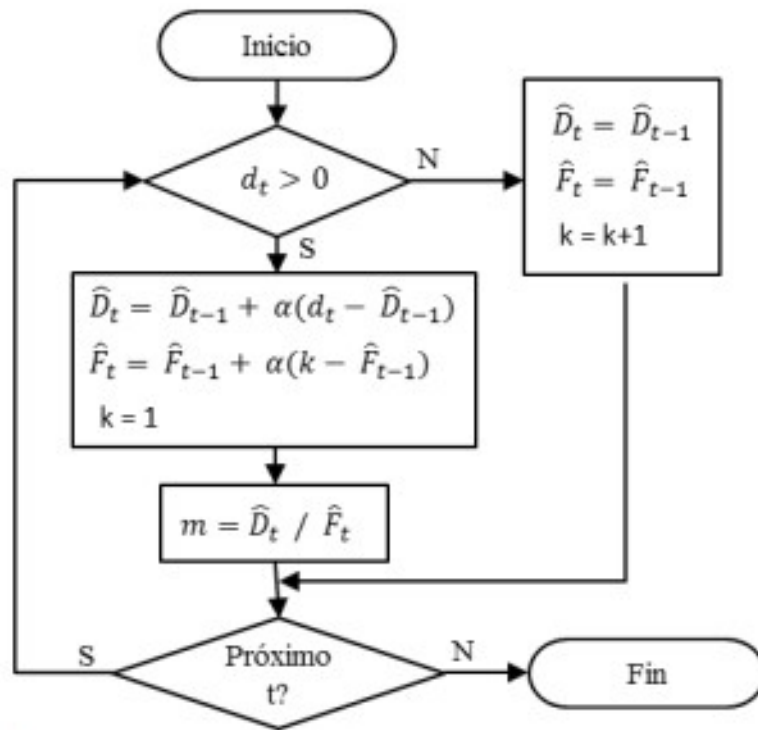 Inicio
d_t > 0
N
S
D̂_t = D̂_{t-1}
F̂_t = F̂_{t-1}
k = k+1
D̂_t = D̂_{t-1} + α(d_t − D̂_{t-1})
F̂_t = F̂_{t-1} + α(k − F̂_{t-1})
k = 1
m = D̂_t / F̂_t
S
Próximo
t?
N
Fin